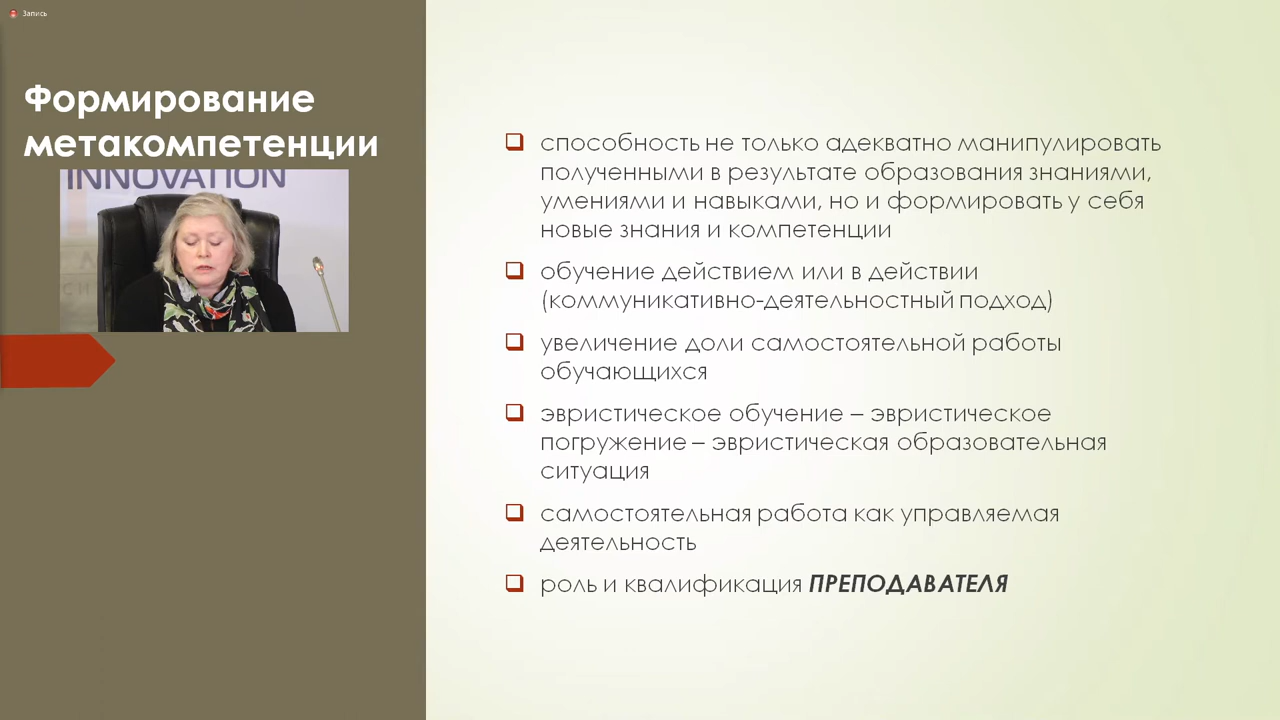 Запись
Формирование
метакомпетенции
INNOVATION
способность не только адекватно манипулировать
полученными в результате образования знаниями,
умениями и навыками, но и формировать у себя
новые знания и компетенции
обучение действием или в действии
(коммуникативно-деятельностный подход)
увеличение доли самостоятельной работы
обучающихся
эвристическое обучение – эвристическое
погружение – эвристическая образовательная
ситуация
самостоятельная работа как управляемая
деятельность
роль и квалификация ПРЕПОДАВАТЕЛЯ